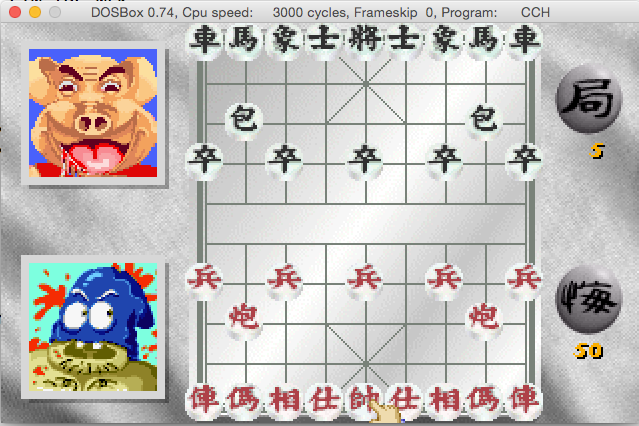 DOSBox 0.74, Cpu speed: 3000 cycles, Frameskip 0, Program: CCH
車馬象士將士象馬車
包 包
卒 卒 卒 卒 卒
兵 兵 兵 兵 兵
炮 炮
俥傌相仕帥仕相傌俥
局
5
悔
50